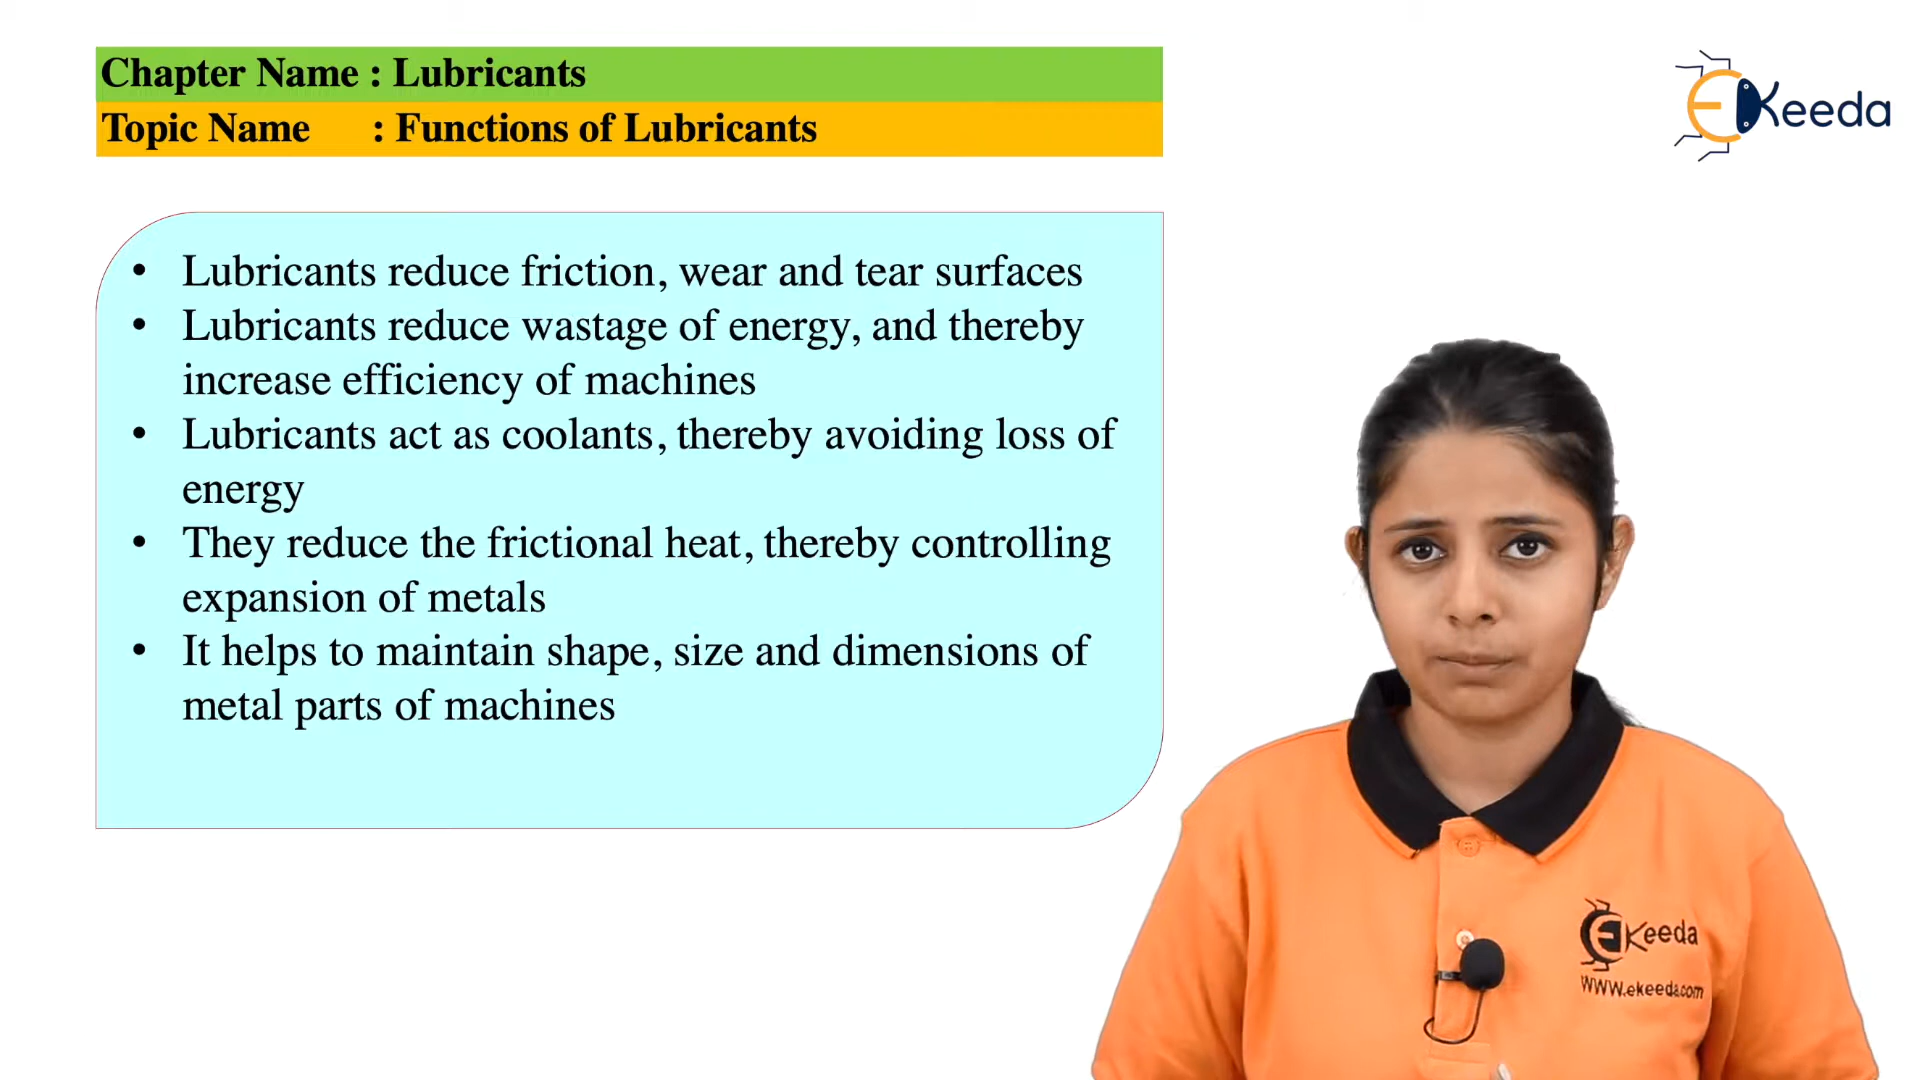 Chapter Name : Lubricants
Topic Name : Functions of Lubricants
EKeeda
• Lubricants reduce friction, wear and tear surfaces
• Lubricants reduce wastage of energy, and thereby
increase efficiency of machines
• Lubricants act as coolants, thereby avoiding loss of
energy
• They reduce the frictional heat, thereby controlling
expansion of metals
• It helps to maintain shape, size and dimensions of
metal parts of machines
EKeeda
WWW.ekeeda.com